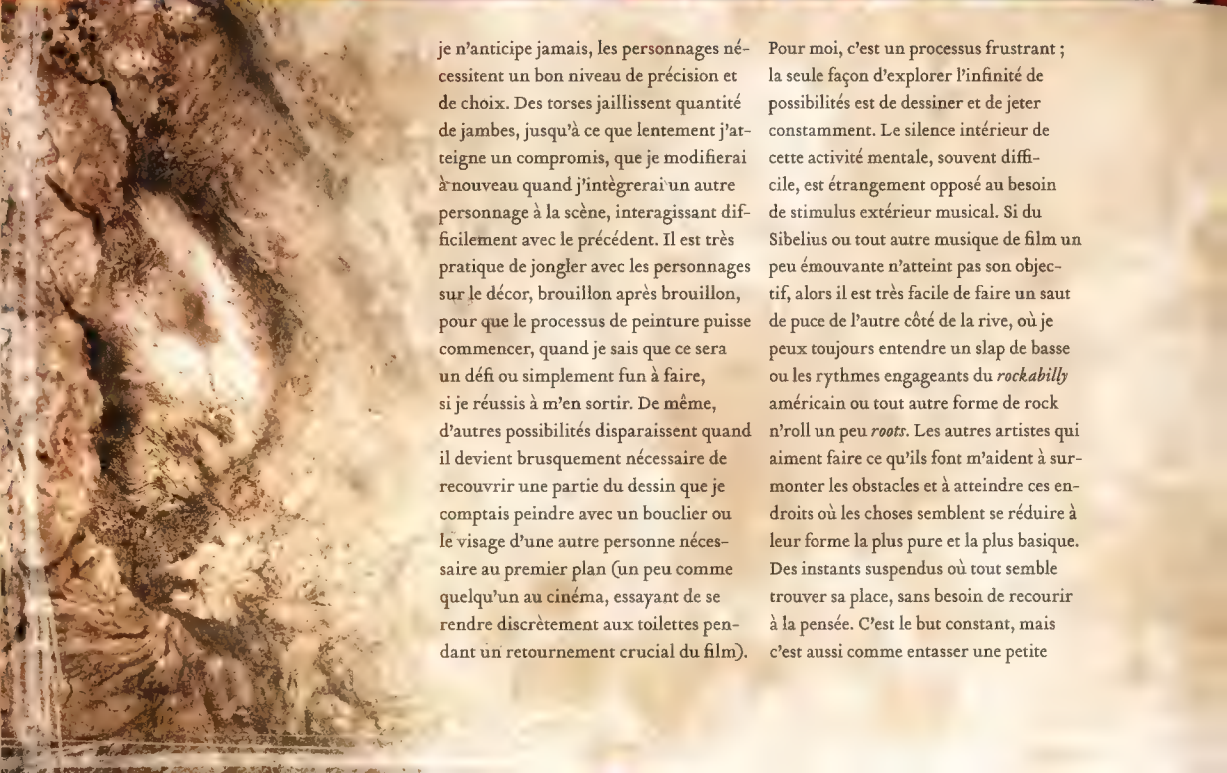 je n'anticipe jamais, les personnages né-
cessitent un bon niveau de précision et
de choix. Des torses jaillissent quantité
de jambes, jusqu'à ce que lentement j'at-
teigne un compromis, que je modifierai
à nouveau quand j'intègrerai un autre
personnage à la scène, interagissant dif-
ficilement avec le précédent. Il est très
pratique de jongler avec les personnages
sur le décor, brouillon après brouillon,
pour que le processus de peinture puisse
commencer, quand je sais que ce sera
un défi ou simplement fun à faire,
si je réussis à m'en sortir. De même,
d'autres possibilités disparaissent quand
il devient brusquement nécessaire de
recouvrir une partie du dessin que je
comptais peindre avec un bouclier ou
le visage d'une autre personne néces-
saire au premier plan (un peu comme
quelqu'un au cinéma, essayant de se
rendre discrètement aux toilettes pen-
dant un retournement crucial du film).
Pour moi, c'est un processus frustrant ;
la seule façon d'explorer l'infinité de
possibilités est de dessiner et de jeter
constamment. Le silence intérieur de
cette activité mentale, souvent diffi-
cile, est étrangement opposé au besoin
de stimulus extérieur musical. Si du
Sibelius ou tout autre musique de film un
peu émouvante n'atteint pas son objec-
tif, alors il est très facile de faire un saut
de puce de l'autre côté de la rive, où je
peux toujours entendre un slap de basse
ou les rythmes engageants du rockabilly
américain ou tout autre forme de rock
n'roll un peu roots. Les autres artistes qui
aiment faire ce qu'ils font m'aident à sur-
monter les obstacles et à atteindre ces en-
droits où les choses semblent se réduire à
leur forme la plus pure et la plus basique.
Des instants suspendus où tout semble
trouver sa place, sans besoin de recourir
à la pensée. C'est le but constant, mais
c'est aussi comme entasser une petite